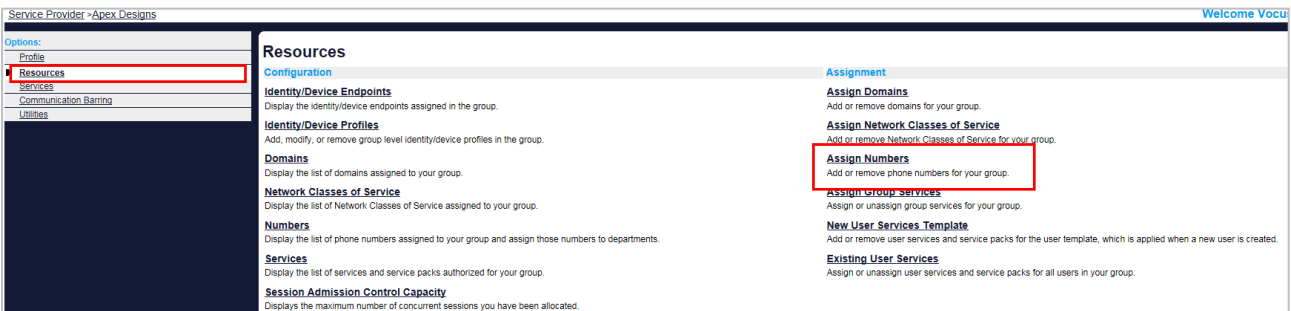 Service Provider >Apex Designs
Welcome Vocu
Options:
Profile
Resources
Services
Communication Barring
Utilities
Resources
Configuration
Identity/Device Endpoints
Display the identity/device endpoints assigned in the group.
Identity/Device Profiles
Add, modify, or remove group level identity/device profiles in the group.
Domains
Display the list of domains assigned to your group.
Network Classes of Service
Display the list of Network Classes of Service assigned to your group.
Numbers
Display the list of phone numbers assigned to your group and assign those numbers to departments.
Services
Display the list of services and service packs authorized for your group.
Session Admission Control Capacity
Displays the maximum number of concurrent sessions you have been allocated.
Assignment
Assign Domains
Add or remove domains for your group.
Assign Network Classes of Service
Add or remove Network Classes of Service for your group.
Assign Numbers
Add or remove phone numbers for your group.
Assign Group Services
Assign or unassign group services for your group.
New User Services Template
Add or remove user services and service packs for the user template, which is applied when a new user is created.
Existing User Services
Assign or unassign user services and service packs for all users in your group.